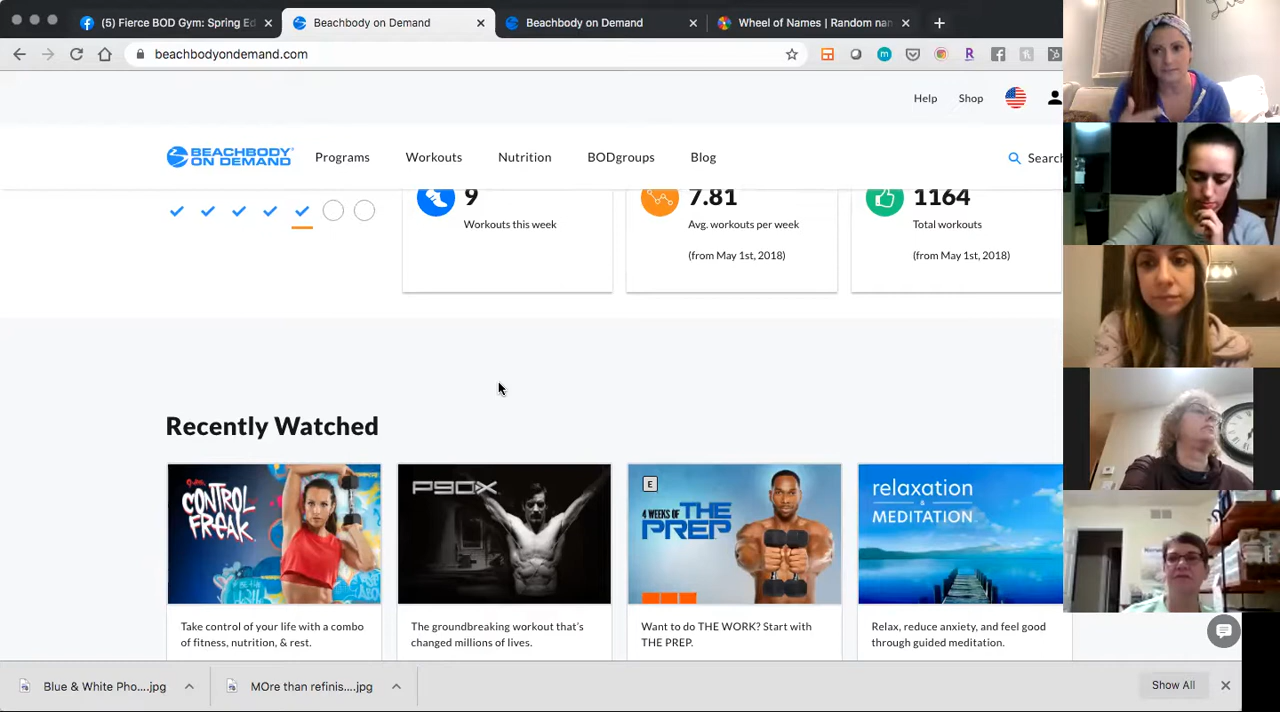 (5) Fierce BOD Gym: Spring Ed
Beachbody on Demand
Beachbody on Demand
Wheel of Names | Random nam
beachbodyondemand.com
Help
Shop
BEACHBODY
ON DEMAND
Programs
Workouts
Nutrition
BODgroups
Blog
Search
9
Workouts this week
7.81
Avg. workouts per week
(from May 1st, 2018)
1164
Total workouts
(from May 1st, 2018)
Recently Watched
CONTROL
FREAK
P90X
E
4 WEEKS OF THE
PREP
relaxation
&
MEDITATION
Take control of your life with a combo
of fitness, nutrition, & rest.
The groundbreaking workout that's
changed millions of lives.
Want to do THE WORK? Start with
THE PREP.
Relax, reduce anxiety, and feel good
through guided meditation.
Blue & White Pho....jpg
MOre than refinis....jpg
Show All